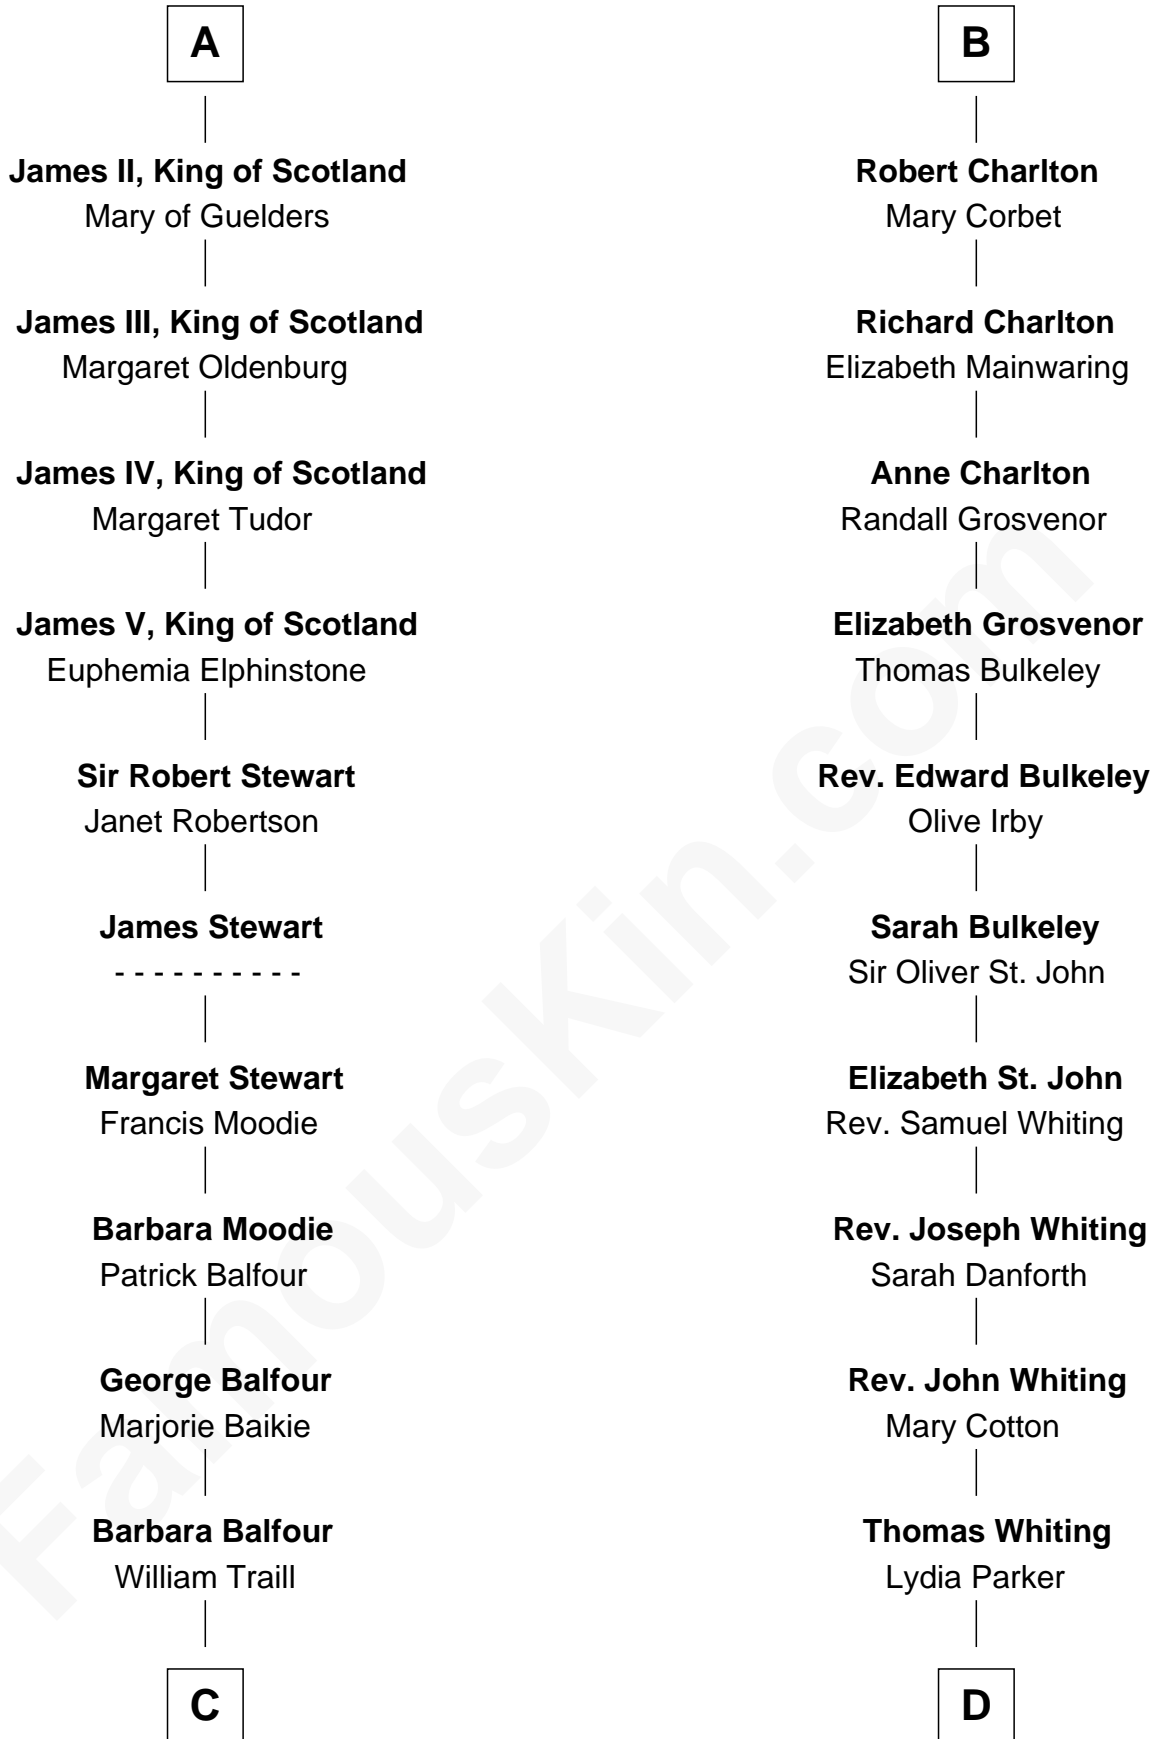 A
James II, King of Scotland
Mary of Guelders
James III, King of Scotland
Margaret Oldenburg
James IV, King of Scotland
Margaret Tudor
James V, King of Scotland
Euphemia Elphinstone
Sir Robert Stewart
Janet Robertson
James Stewart
- - - - - - - - - -
Margaret Stewart
Francis Moodie
Barbara Moodie
Patrick Balfour
George Balfour
Marjorie Baikie
Barbara Balfour
William Traill
C
B
Robert Charlton
Mary Corbet
Richard Charlton
Elizabeth Mainwaring
Anne Charlton
Randall Grosvenor
Elizabeth Grosvenor
Thomas Bulkeley
Rev. Edward Bulkeley
Olive Irby
Sarah Bulkeley
Sir Oliver St. John
Elizabeth St. John
Rev. Samuel Whiting
Rev. Joseph Whiting
Sarah Danforth
Rev. John Whiting
Mary Cotton
Thomas Whiting
Lydia Parker
D
FamousKin.com